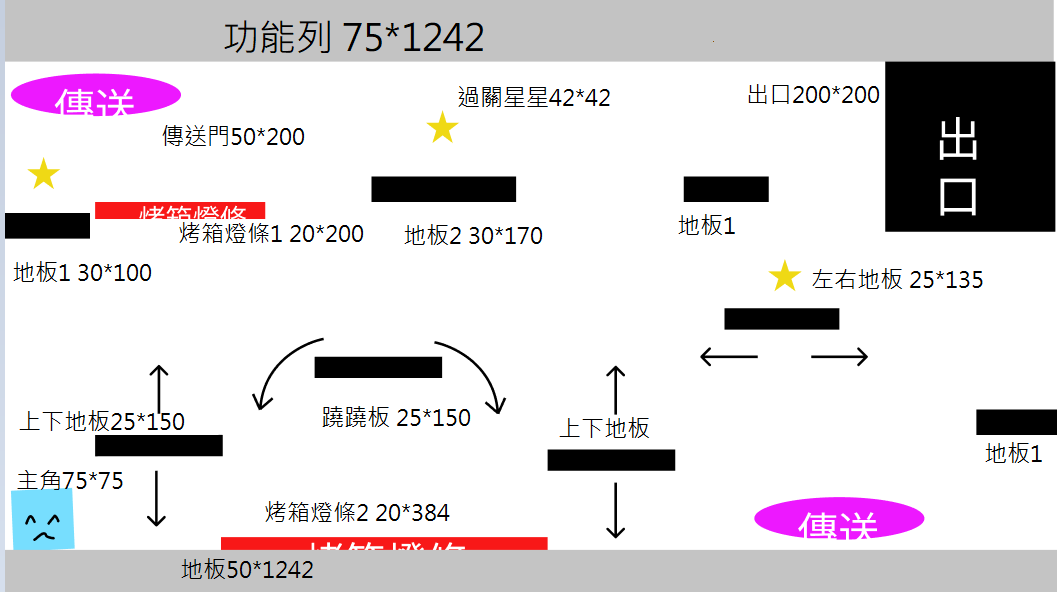 功能列 75*1242
傳送
過關星星42*42
出口200*200
傳送門50*200
出口
烤箱燈條
烤箱燈條1 20*200
地板2 30*170
地板1
地板1 30*100
左右地板 25*135
上下地板25*150
蹺蹺板 25*150
上下地板
地板1
主角75*75
烤箱燈條2 20*384
傳送
烤箱燈條
地板50*1242